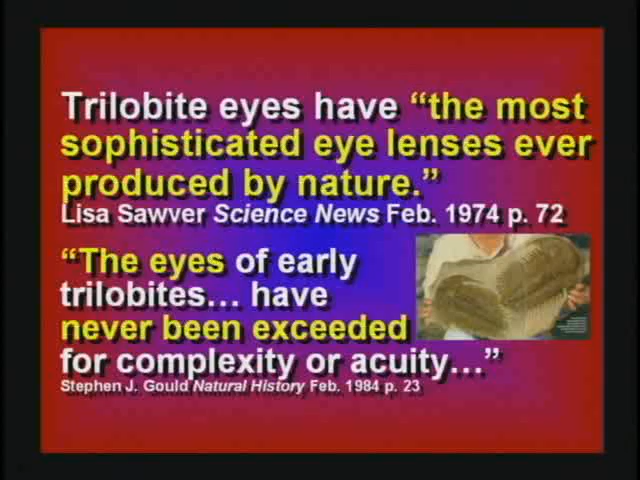 Trilobite eyes have “the most
sophisticated eye lenses ever
produced by nature.”
Lisa Sawver Science News Feb. 1974 p. 72
“The eyes of early
trilobites... have
never been exceeded
for complexity or acuity...”
Stephen J. Gould Natural History Feb. 1984 p. 23